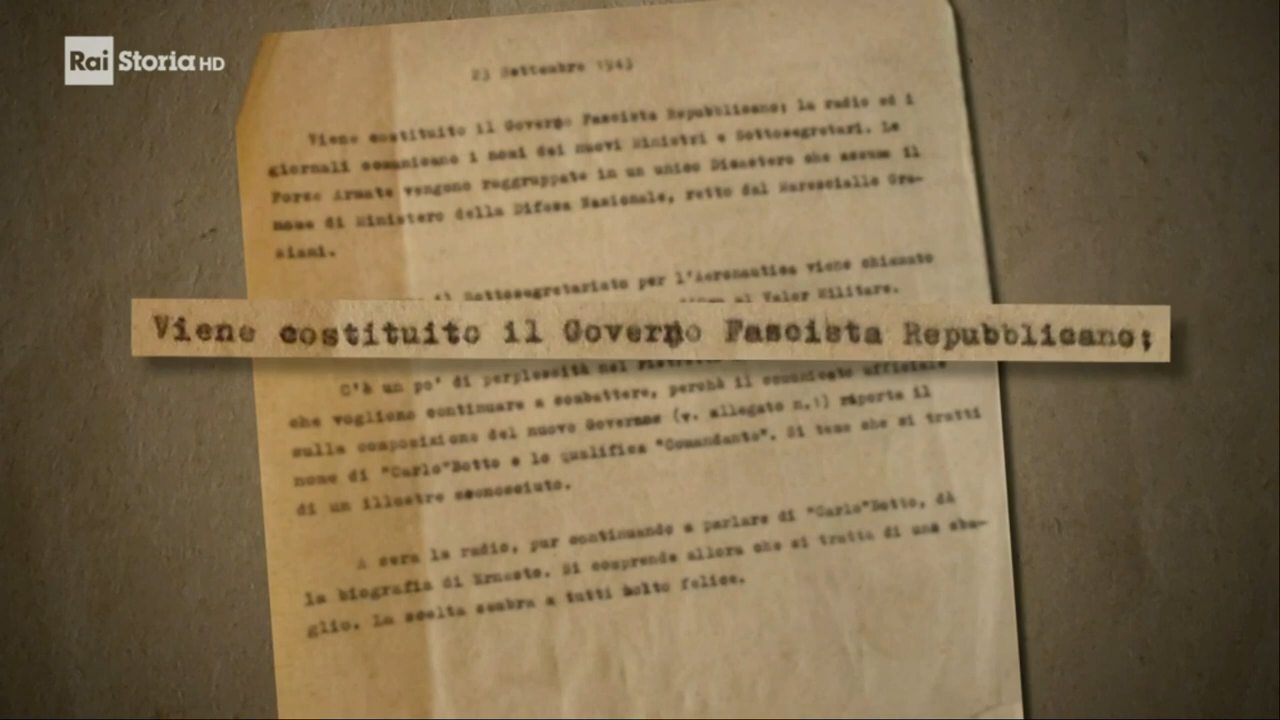 Rai Storia HD
23 Settembre 1943
Viene costituito il Governo Fascista Repubblicano; la radio ed i
giornali comunicano i nomi dei nuovi Ministri e Sottosegretari. Le
Forze Armate vengono raggruppate in un unico Dicastero che assume il
nome di Ministero della Difesa Nazionale, retto dal Maresciallo Gra-
ziani.
il Sottosegretariato per l'Aeronautica viene chiamato
al Valor Militare.
Viene costituito il Governo Fascista Repubblicano;
C'è un po' di perplessità nel
che vogliono continuare a combattere, perchè il comunicato ufficiale
sulla composizione del nuovo Governo (v. allegato n.1) riporta il
nome di "Carlo"Botto e la qualifica "Comandante". Si teme che si tratti
di un illustre sconosciuto.
A sera la radio, pur continuando a parlare di "Carlo"Botto, dà
la biografia di Ernesto. Si comprende allora che si tratta di uno sba-
glio. La scelta sembra a tutti molto felice.